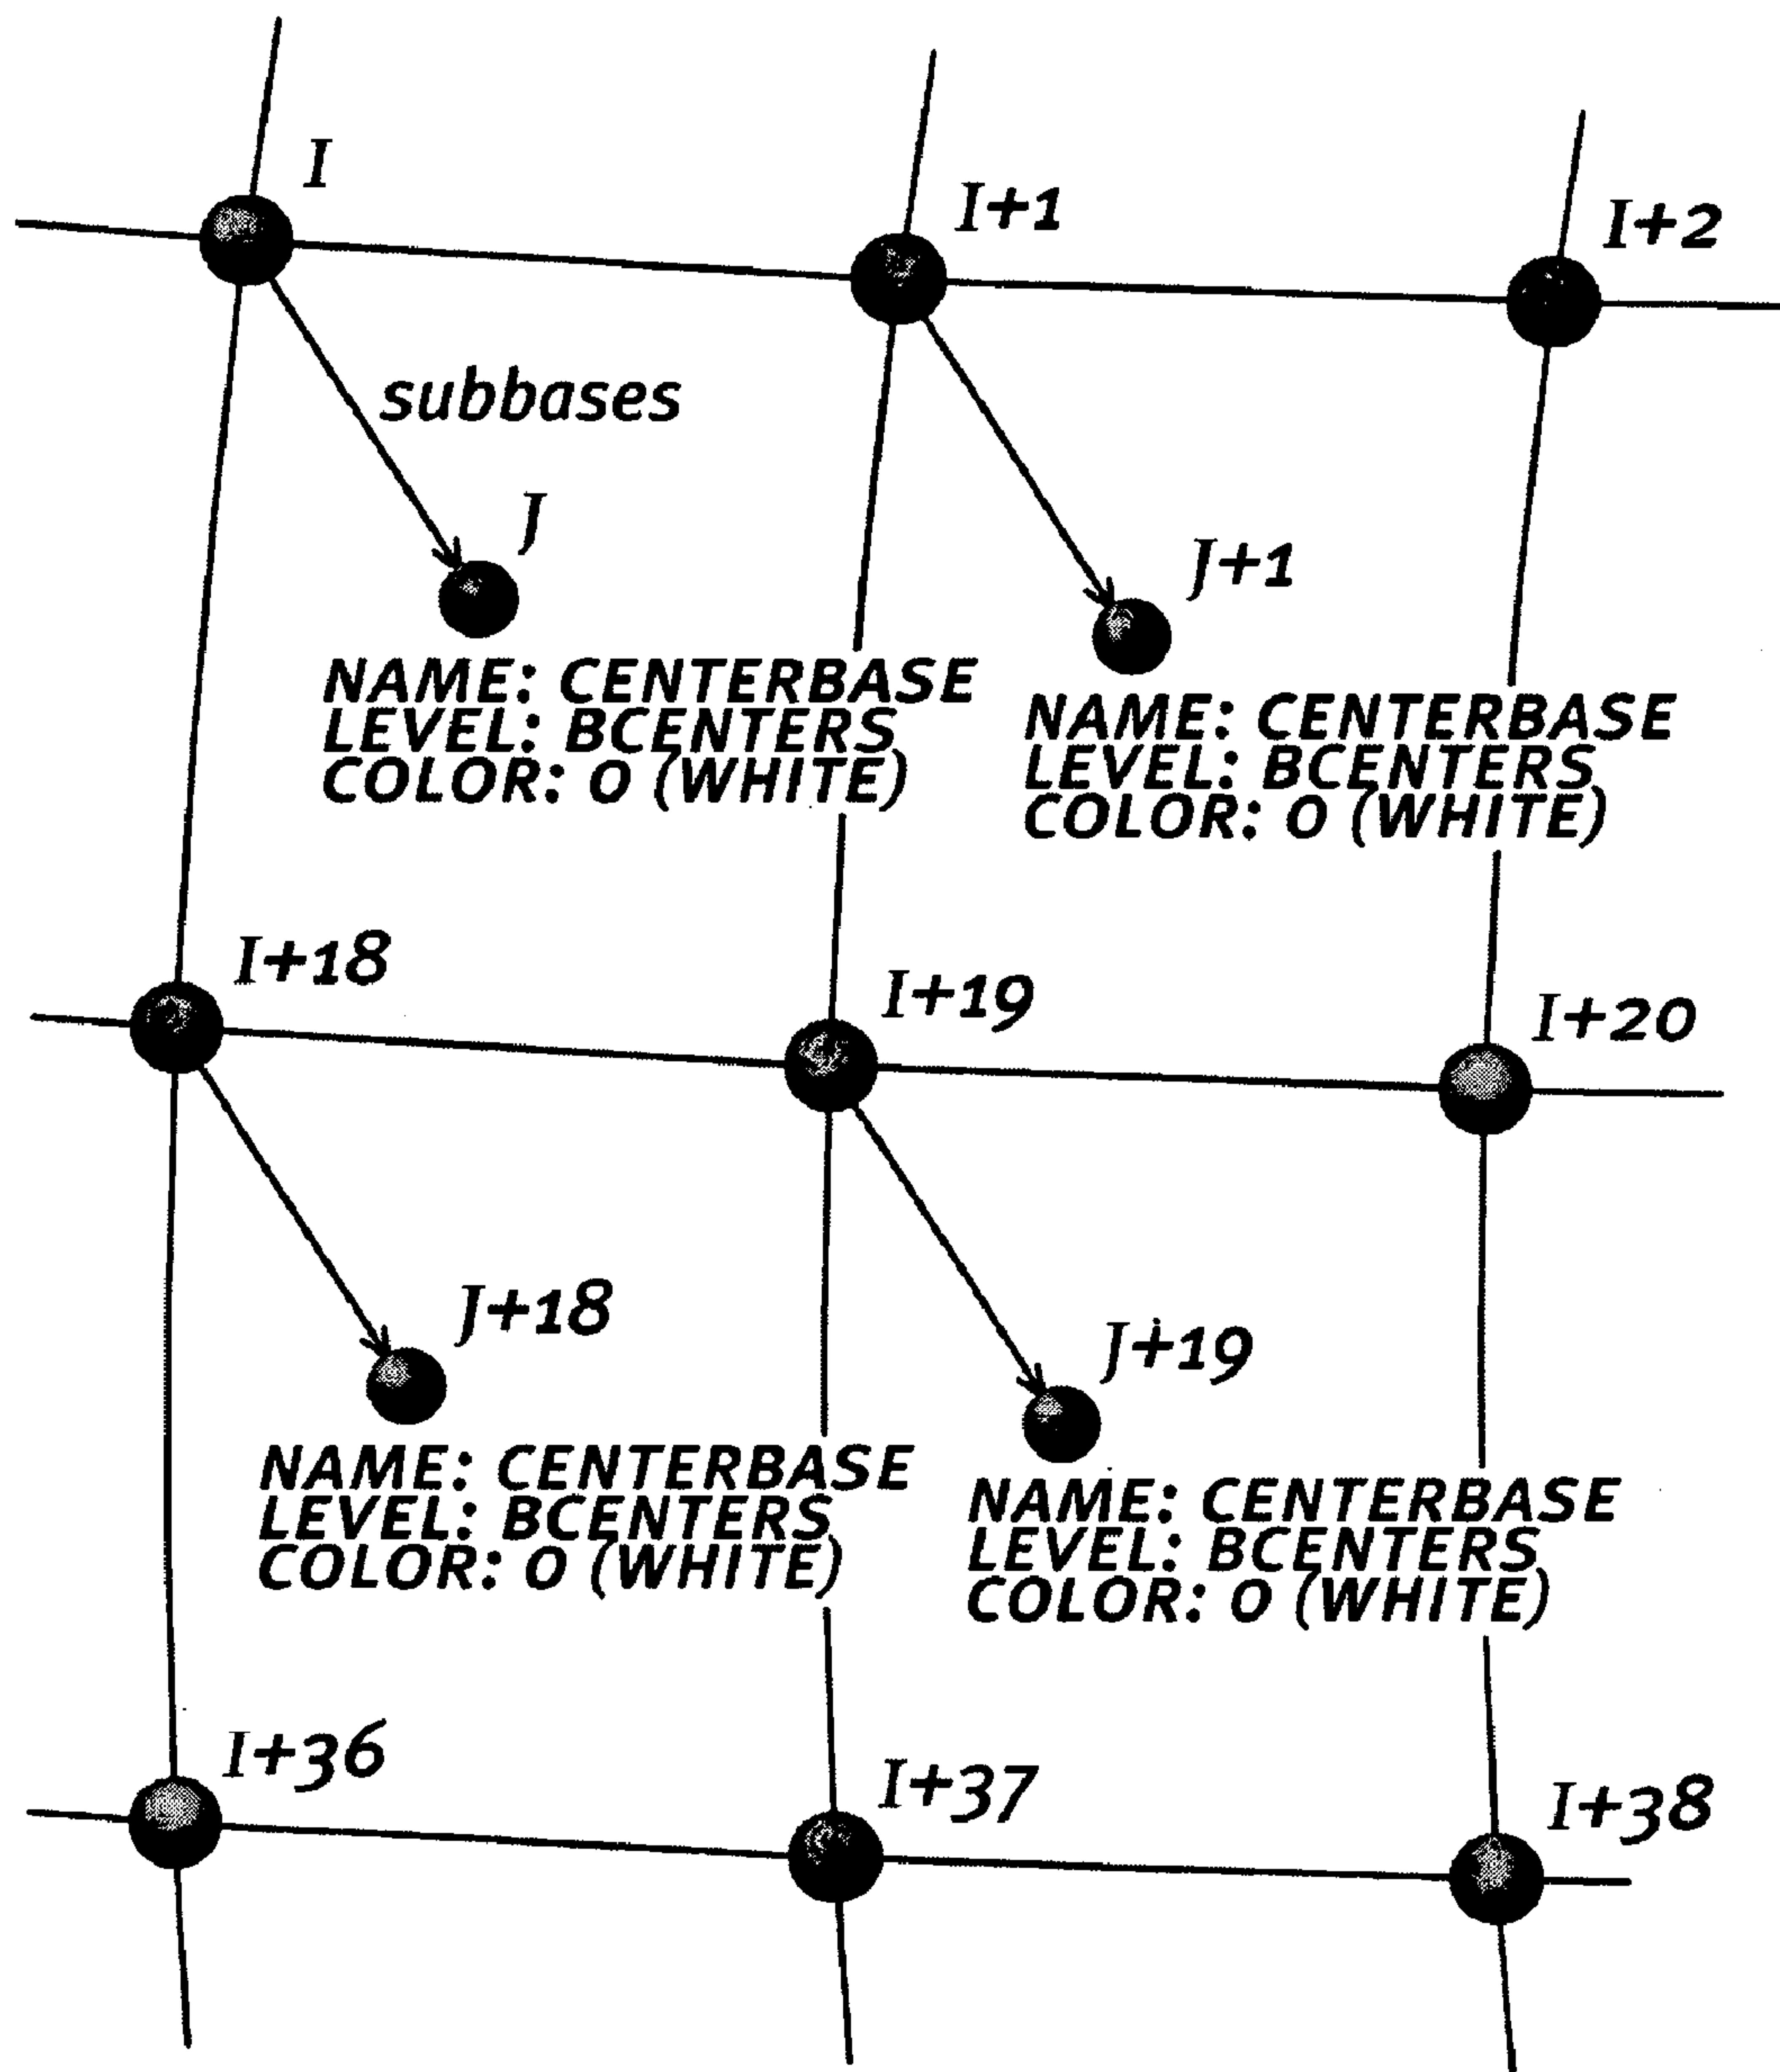 I
I+1
I+2
subbases
J
J+1
NAME: CENTERBASE
LEVEL: BCENTERS
COLOR: 0 (WHITE)
NAME: CENTERBASE
LEVEL: BCENTERS
COLOR: 0 (WHITE)
I+18
I+19
I+20
J+18
J+19
NAME: CENTERBASE
LEVEL: BCENTERS
COLOR: 0 (WHITE)
NAME: CENTERBASE
LEVEL: BCENTERS
COLOR: 0 (WHITE)
I+36
I+37
I+38